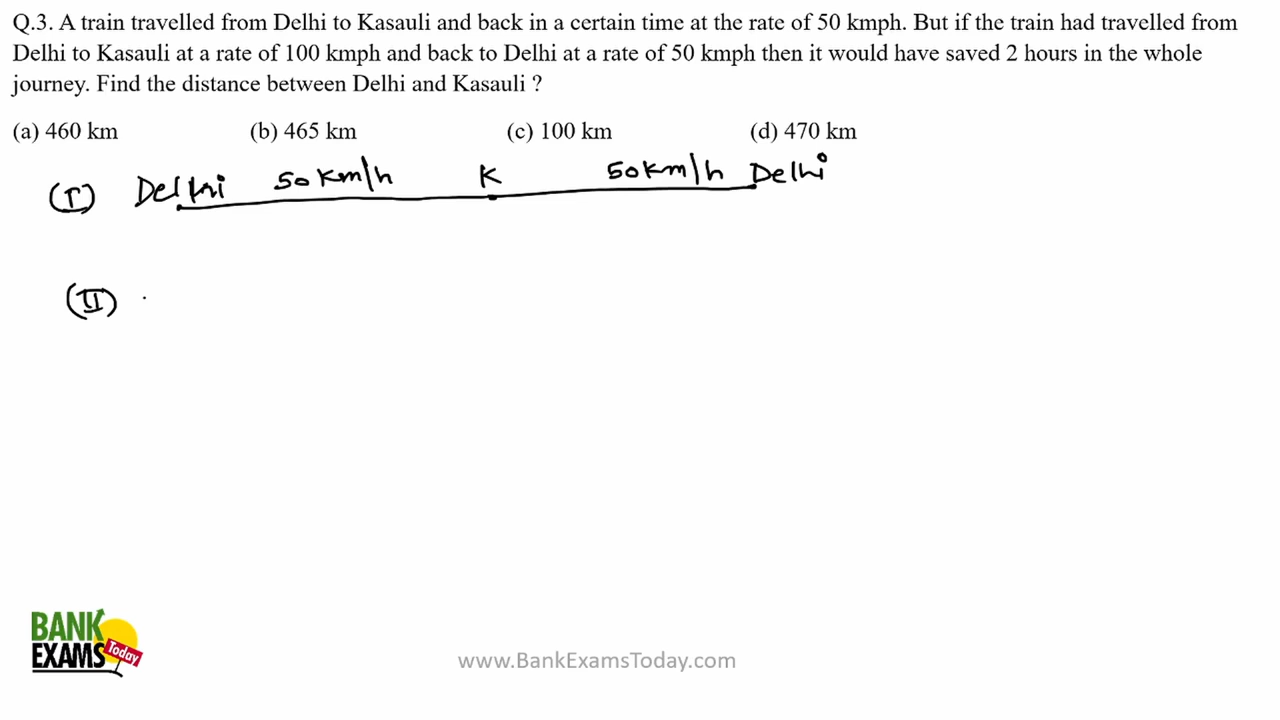 Q.3. A train travelled from Delhi to Kasauli and back in a certain time at the rate of 50 kmph. But if the train had travelled from
Delhi to Kasauli at a rate of 100 kmph and back to Delhi at a rate of 50 kmph then it would have saved 2 hours in the whole
journey. Find the distance between Delhi and Kasauli ?
(a) 460 km (b) 465 km (c) 100 km (d) 470 km
(I) Delhi 50 Km/h K 50 Km/h Delhi
(II)
BANK
EXAMS Today
www.BankExamsToday.com